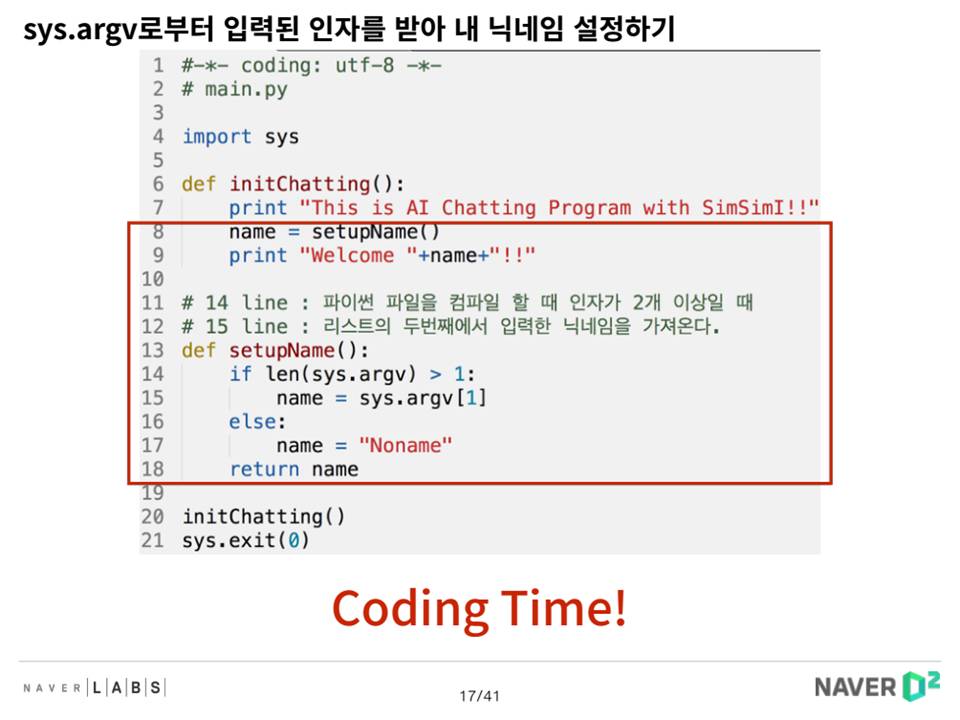 sys.argv로부터 입력된 인자를 받아 내 닉네임 설정하기
1 #-*- coding: utf-8 -*-
2 # main.py
3
4 import sys
5
6 def initChatting():
7     print "This is AI Chatting Program with SimSimI!!"
8     name = setupName()
9     print "Welcome "+name+"!!"
10
11 # 14 line : 파이썬 파일을 컴파일 할 때 인자가 2개 이상일 때
12 # 15 line : 리스트의 두번째에서 입력한 닉네임을 가져온다.
13 def setupName():
14     if len(sys.argv) > 1:
15         name = sys.argv[1]
16     else:
17         name = "Noname"
18     return name
19
20 initChatting()
21 sys.exit(0)
Coding Time!
NAVER LABS
17/41
NAVER D2